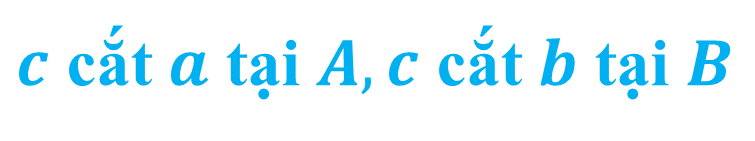 c cắt a tại A, c cắt b tại B